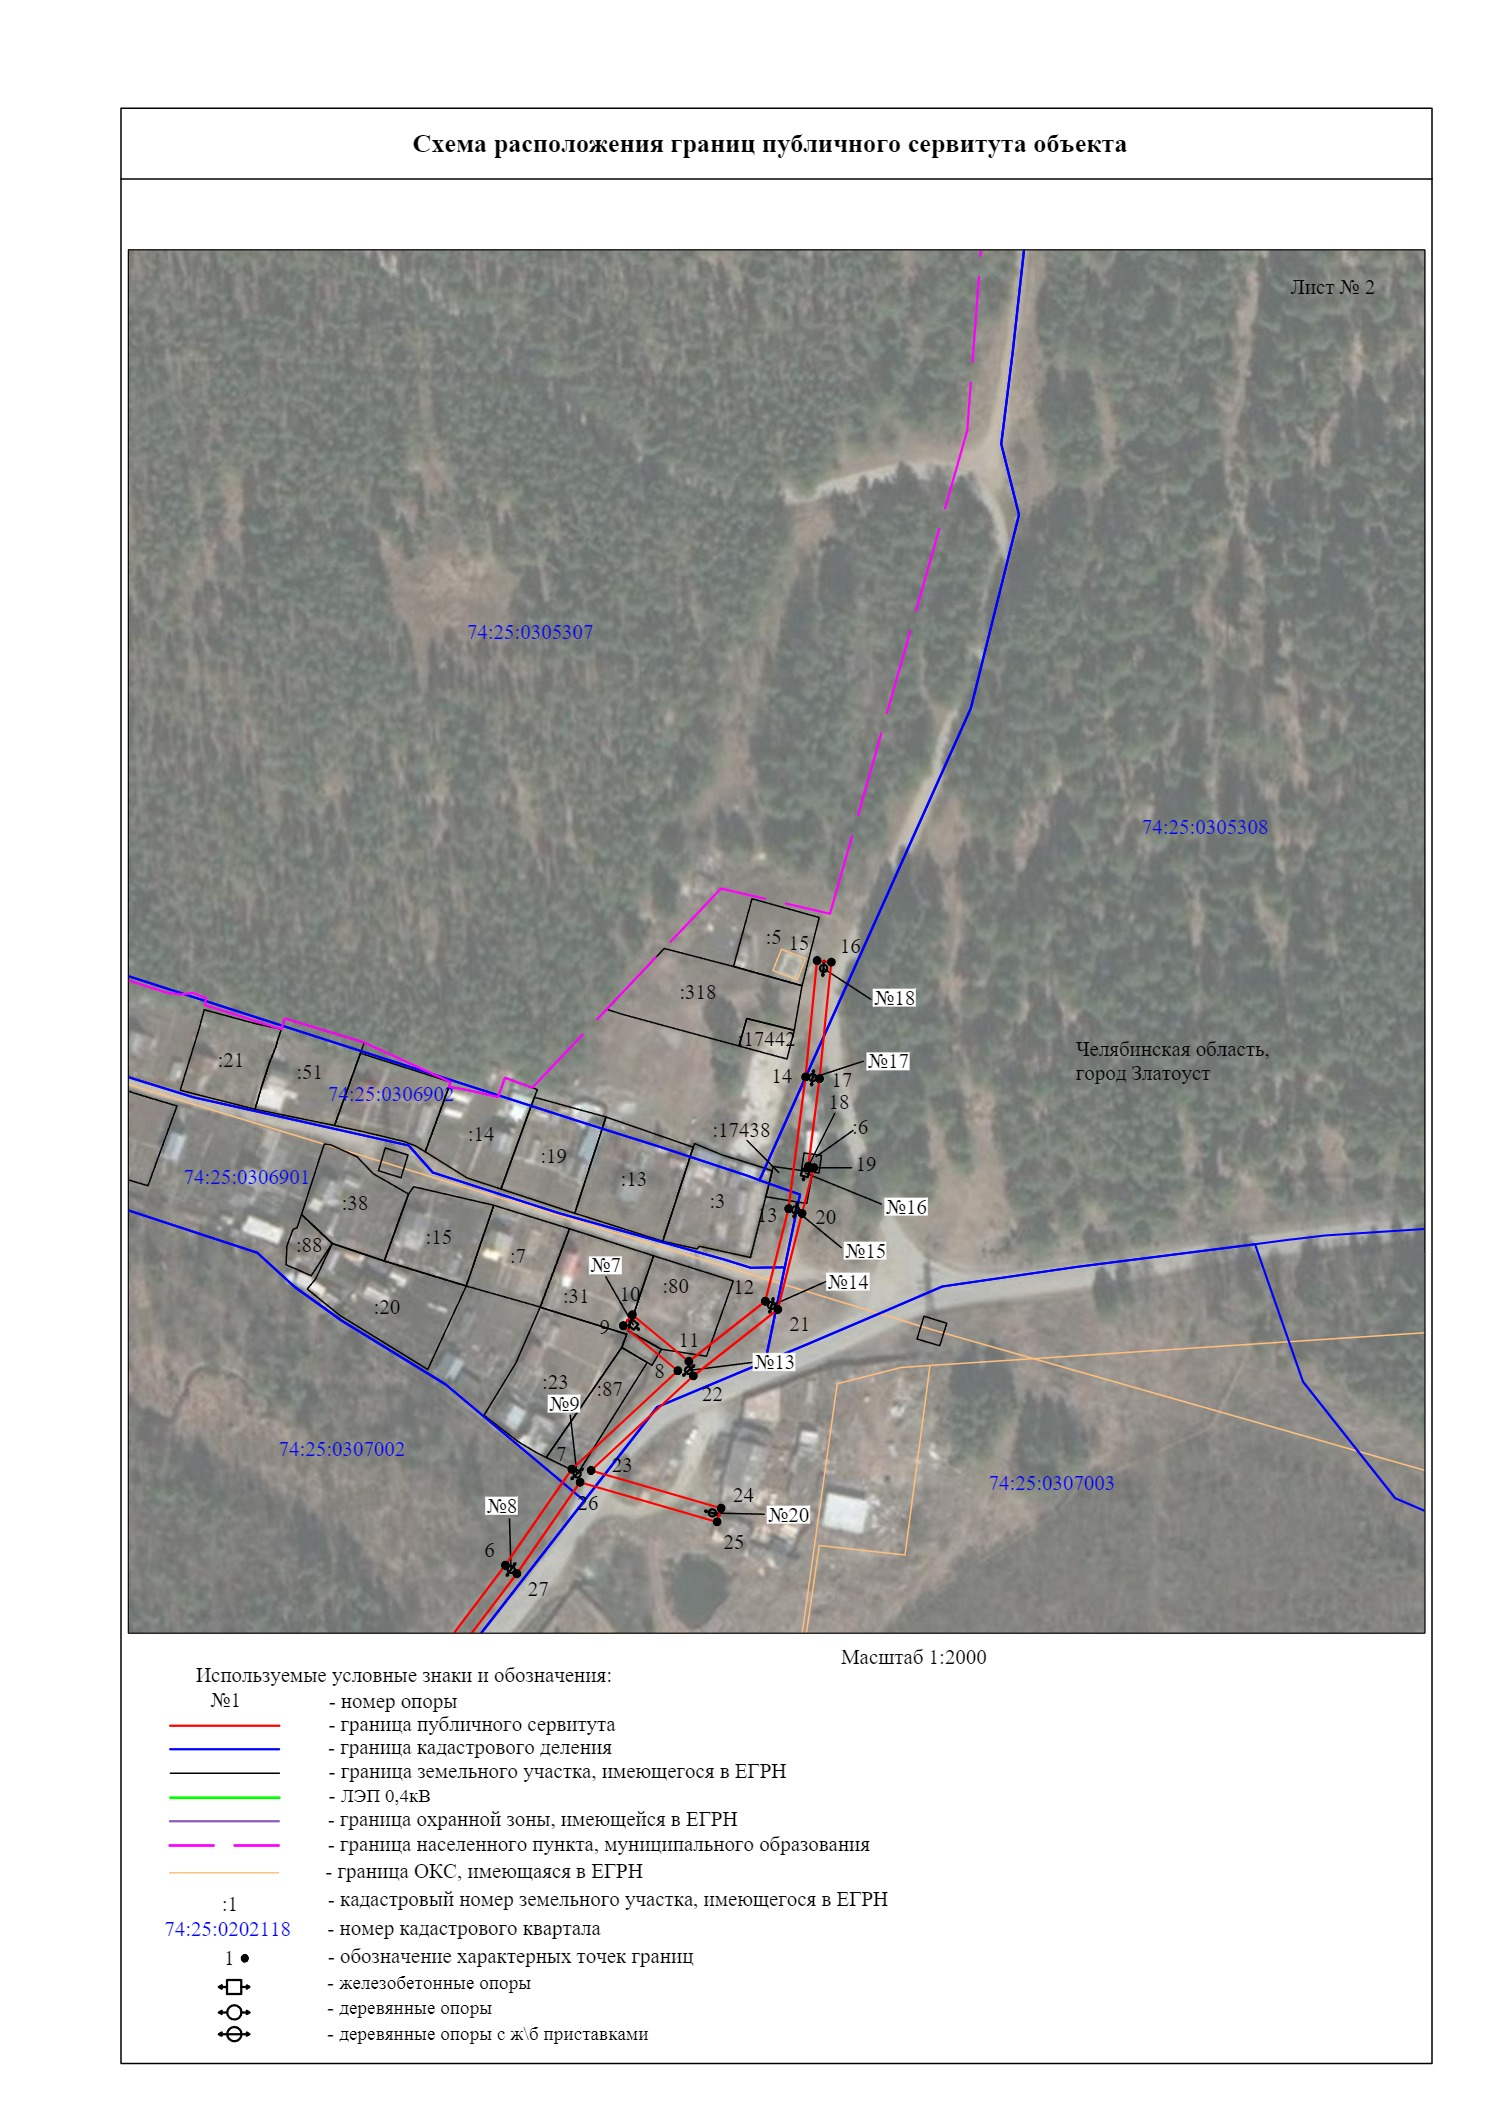 Схема расположения границ публичного сервитута объекта
Лист № 2
74:25:0305307
74:25:0305308
:5
15
16
:318
№18
:17442
Челябинская область,
город Златоуст
:21
:51
14
№17
17
74:25:0306902
18
:14
:17438
:6
:19
19
74:25:0306901
:13
:3
№16
:38
13
20
:15
:88
:7
№15
№7
:80
12
№14
:20
:31
10
9
21
11
№13
8
:23
:87
22
№9
74:25:0307002
7
23
74:25:0307003
24
26
№8
№20
25
6
27
Масштаб 1:2000
Используемые условные знаки и обозначения:
№1 - номер опоры
- граница публичного сервитута
- граница кадастрового деления
- граница земельного участка, имеющегося в ЕГРН
- ЛЭП 0,4кВ
- граница охранной зоны, имеющейся в ЕГРН
- граница населенного пункта, муниципального образования
- граница ОКС, имеющаяся в ЕГРН
:1 - кадастровый номер земельного участка, имеющегося в ЕГРН
74:25:0202118 - номер кадастрового квартала
1 - обозначение характерных точек границ
- железобетонные опоры
- деревянные опоры
- деревянные опоры с ж\б приставками